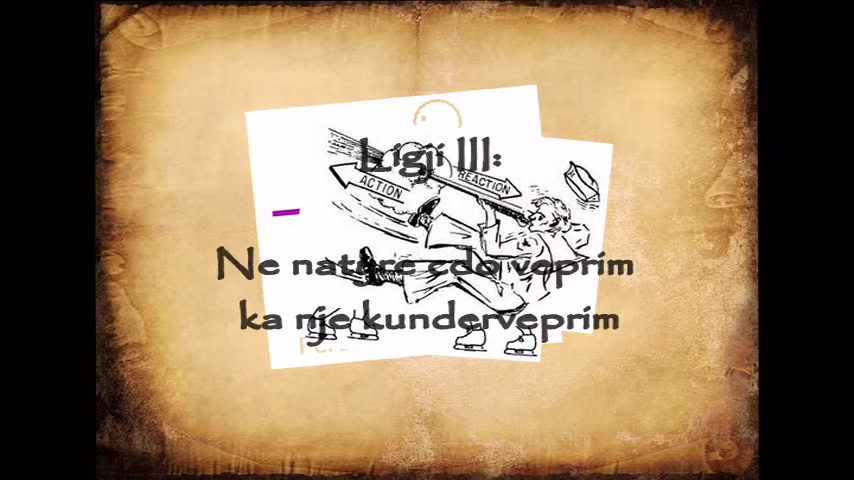 Ligji III:
ACTION
REACTION
Ne natyre cdo veprim
ka nje kunderveprim